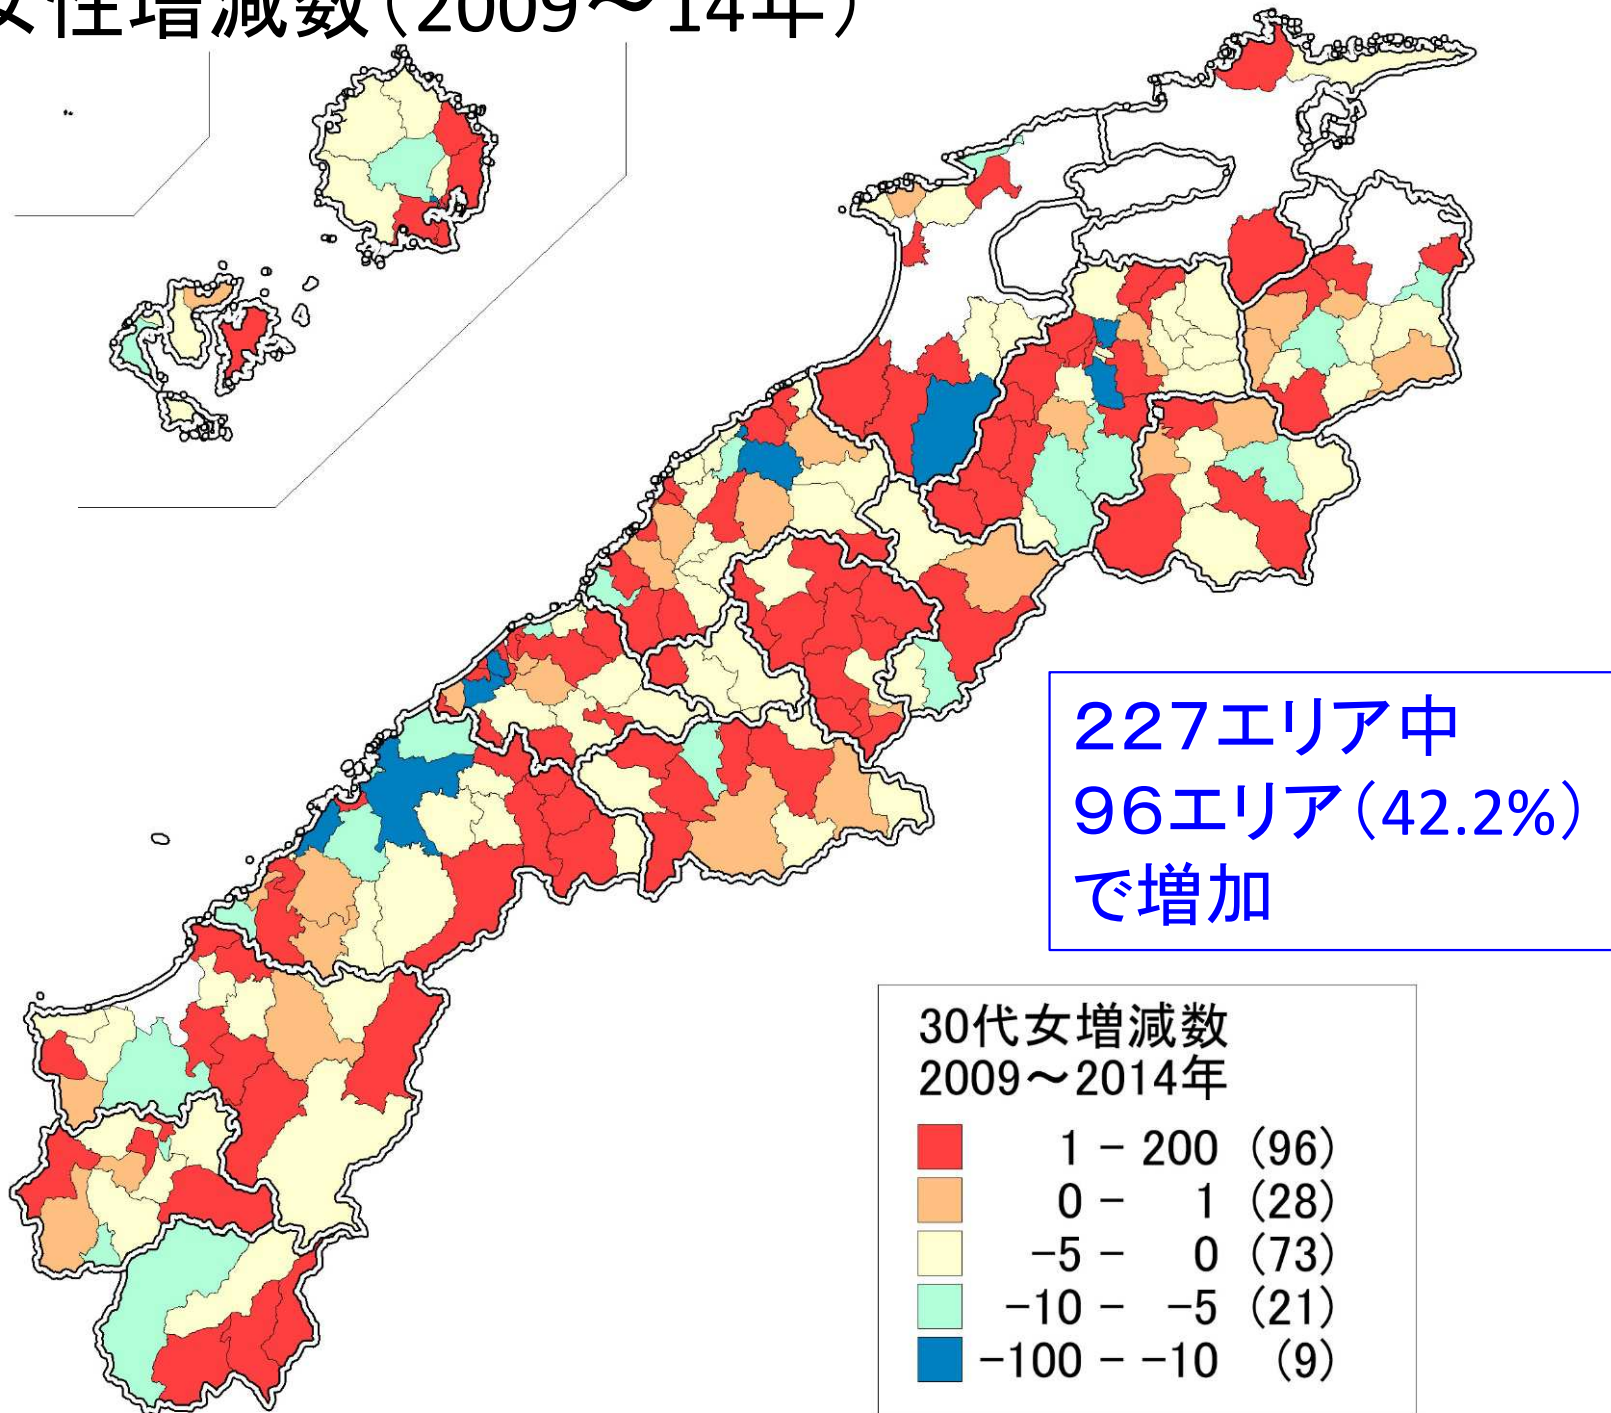 女性増減数（2009～14年）
２２７エリア中
９６エリア（42.2%）
で増加
30代女増減数
2009～2014年
1 － 200 (96)
0 － 1 (28)
－5 － 0 (73)
－10 － －5 (21)
－100 － －10 (9)